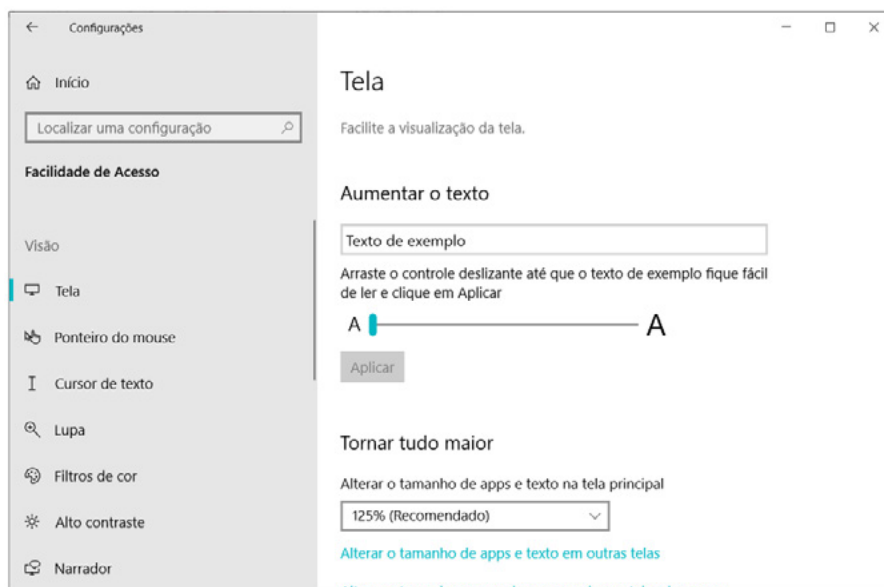 Configurações
Início
Localizar uma configuração
Facilidade de Acesso
Visão
Tela
Ponteiro do mouse
Cursor de texto
Lupa
Filtros de cor
Alto contraste
Narrador
Tela
Facilite a visualização da tela.
Aumentar o texto
Texto de exemplo
Arraste o controle deslizante até que o texto de exemplo fique fácil
de ler e clique em Aplicar
A A
Aplicar
Tornar tudo maior
Alterar o tamanho de apps e texto na tela principal
125% (Recomendado)
Alterar o tamanho de apps e texto em outras telas